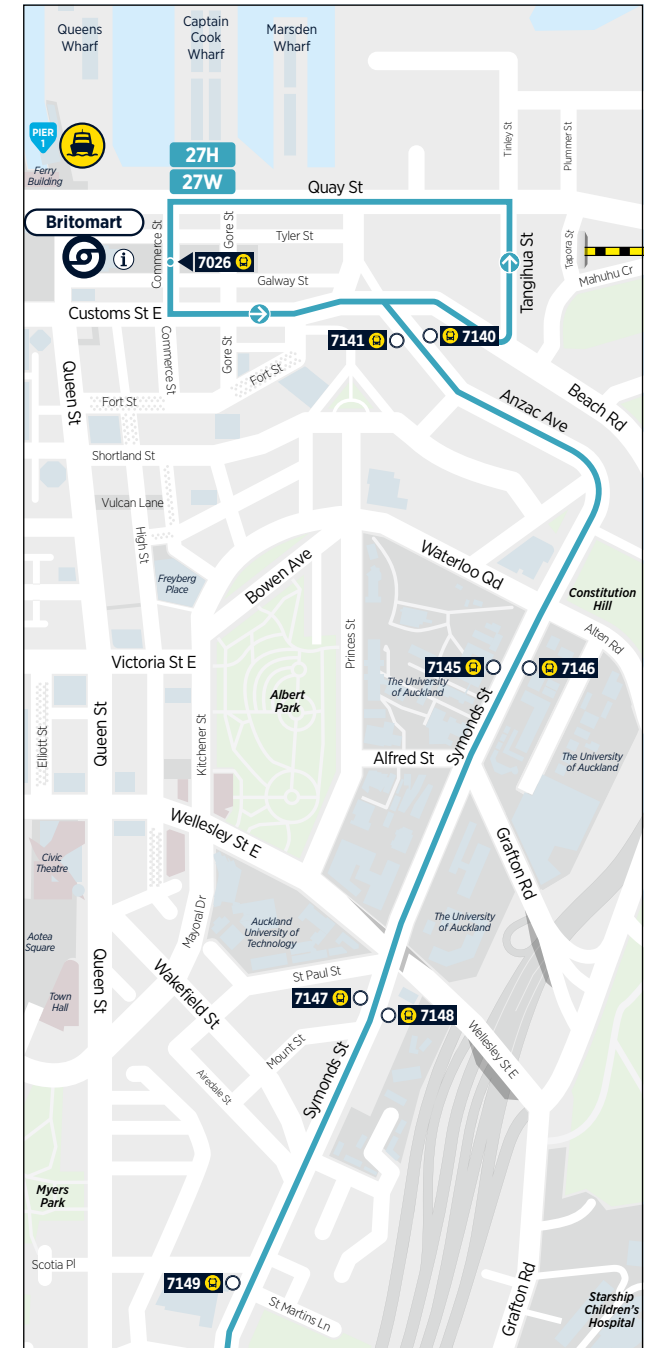 Queens
Wharf
Captain
Cook
Wharf
Marsden
Wharf
PIER
1
Ferry
Building
27H
27W
Quay St
Tinley St
Plummer St
Britomart
i
Commerce St
Gore St
Tyler St
7026
Galway St
Tangihua St
Tapora St
Mahuhu Cr
Customs St E
7141
7140
Commerce St
Gore St
Fort St
Queen St
Fort St
Anzac Ave
Beach Rd
Shortland St
Vulcan Lane
High St
Freyberg
Place
Bowen Ave
Waterloo Qd
Constitution
Hill
Alten Rd
Princes St
Victoria St E
7145
7146
The University
of Auckland
Albert
Park
Symonds St
Elliott St
Queen St
Kitchener St
Alfred St
The University
of Auckland
Wellesley St E
Grafton Rd
Civic
Theatre
Mayoral Dr
Auckland
University of
Technology
The University
of Auckland
Aotea
Square
Queen St
Town
Hall
Wakefield St
St Paul St
7147
7148
Mount St
Wellesley St E
Airedale St
Symonds St
Myers
Park
Scotia Pl
7149
St Martins Ln
Grafton Rd
Starship
Children's
Hospital